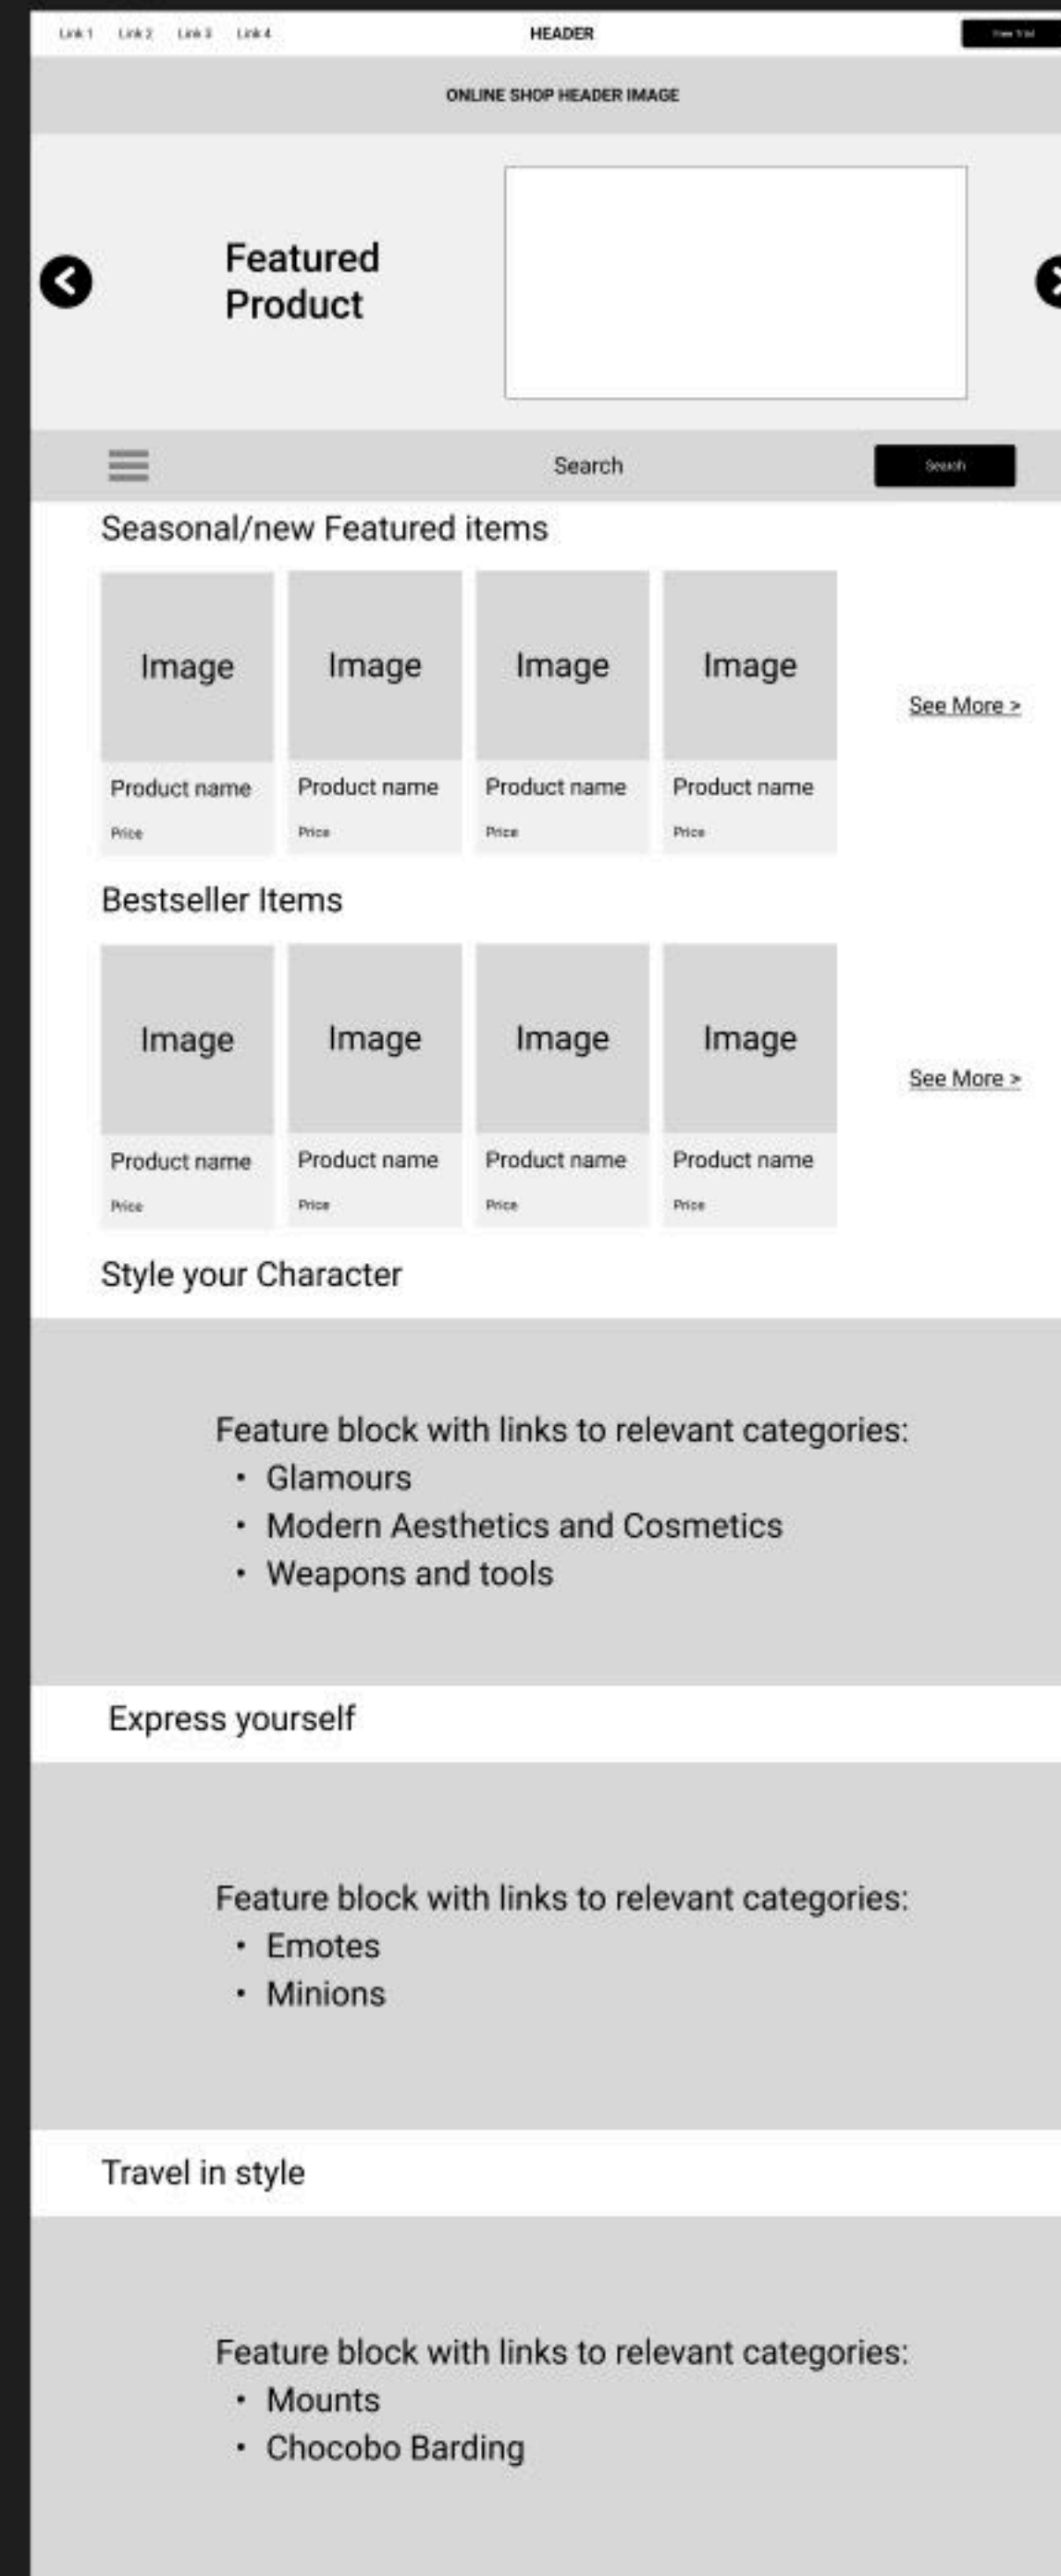 Link 1 Link 2 Link 3 Link 4 HEADER Free Trial
ONLINE SHOP HEADER IMAGE
Featured
Product
Search Search
Seasonal/new Featured items
Image Image Image Image
See More >
Product name Product name Product name Product name
Price Price Price Price
Bestseller Items
Image Image Image Image
See More >
Product name Product name Product name Product name
Price Price Price Price
Style your Character
Feature block with links to relevant categories:
• Glamours
• Modern Aesthetics and Cosmetics
• Weapons and tools
Express yourself
Feature block with links to relevant categories:
• Emotes
• Minions
Travel in style
Feature block with links to relevant categories:
• Mounts
• Chocobo Barding